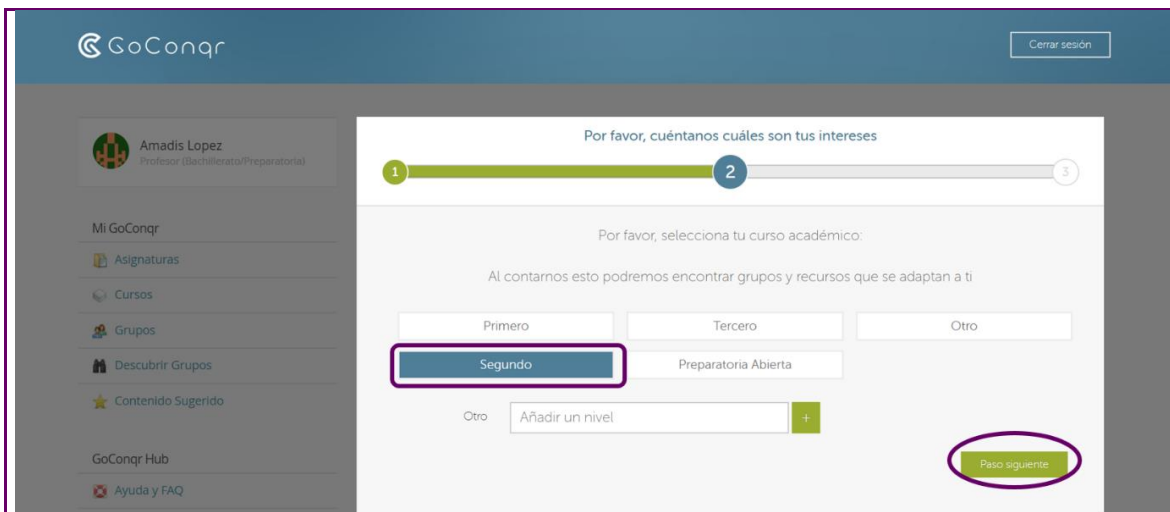 GoConqr
Cerrar sesión
Amadis Lopez
Profesor (Bachillerato/Preparatoria)
Mi GoConqr
Asignaturas
Cursos
Grupos
Descubrir Grupos
Contenido Sugerido
GoConqr Hub
Ayuda y FAQ
Por favor, cuéntanos cuáles son tus intereses
1 2 3
Por favor, selecciona tu curso académico:
Al contarnos esto podremos encontrar grupos y recursos que se adaptan a ti
Primero Tercero Otro
Segundo Preparatoria Abierta
Otro Añadir un nivel +
Paso siguiente